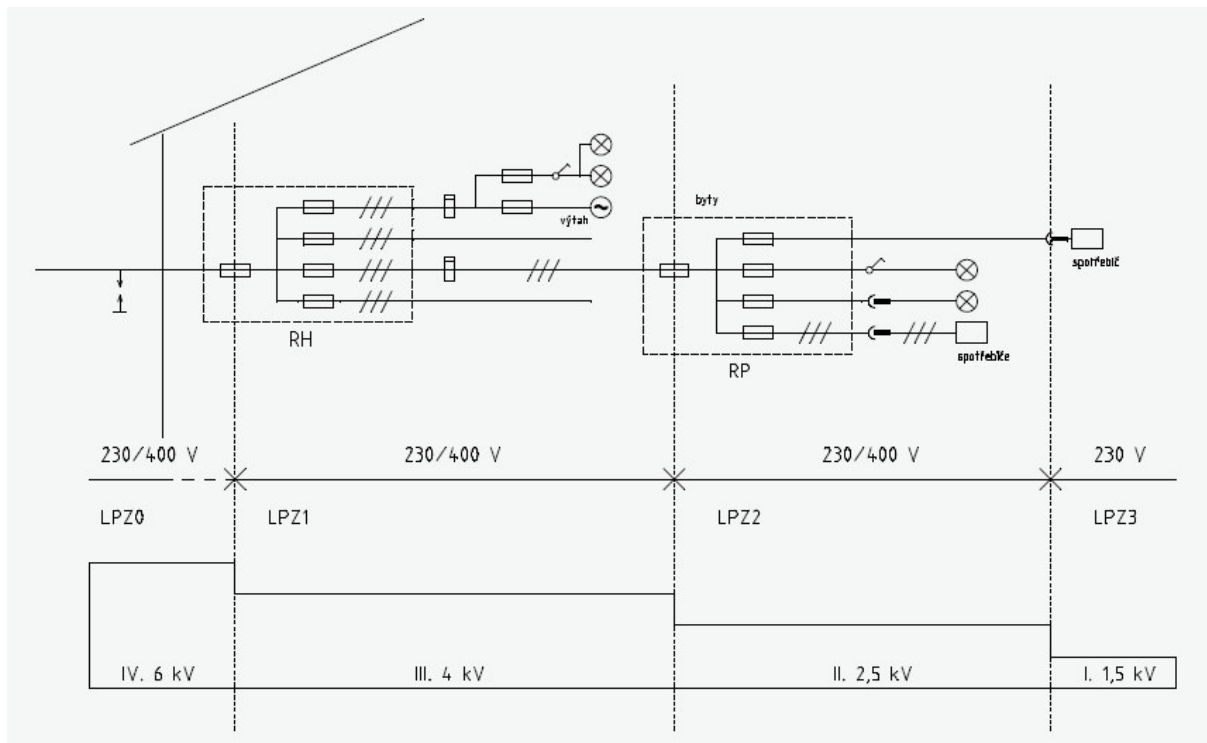 výtah
byty
spotřebič
RH
RP
spotřebiče
230/400 V
230/400 V
230/400 V
230 V
LPZ0
LPZ1
LPZ2
LPZ3
IV. 6 kV
III. 4 kV
II. 2,5 kV
I. 1,5 kV